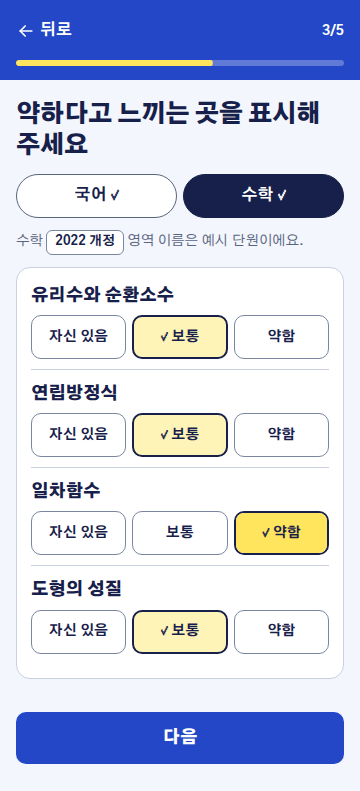 ← 뒤로 3/5
약하다고 느끼는 곳을 표시해
주세요
국어 ✓ 수학 ✓
수학 2022 개정 영역 이름은 예시 단원이에요.
유리수와 순환소수
자신 있음 ✓ 보통 약함
연립방정식
자신 있음 ✓ 보통 약함
일차함수
자신 있음 보통 ✓ 약함
도형의 성질
자신 있음 ✓ 보통 약함
다음